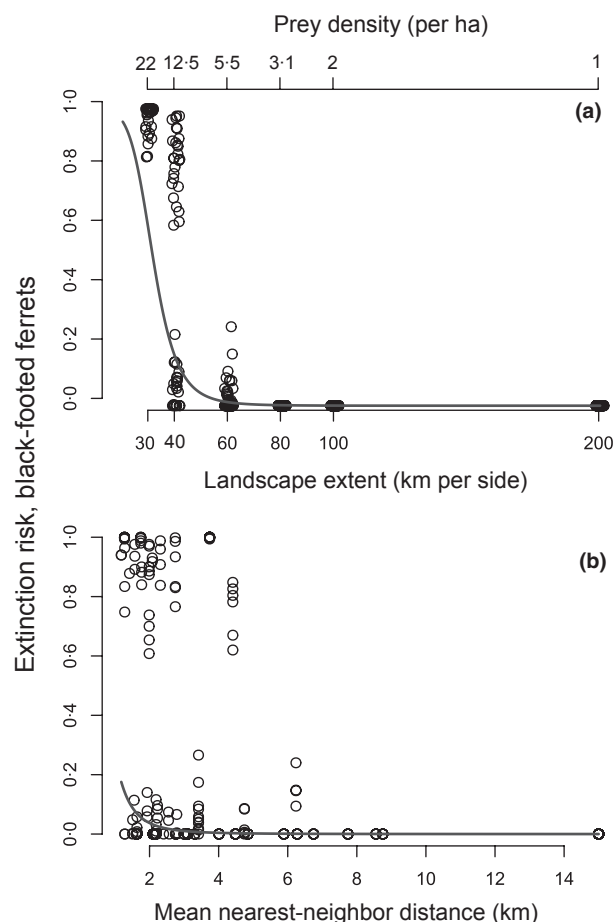 Prey density (per ha)
22 12·5 5·5 3·1 2 1
(a)
1·0
0·8
0·6
0·4
0·2
0·0
30 40 60 80 100 200
Landscape extent (km per side)
Extinction risk, black-footed ferrets
(b)
1·0
0·8
0·6
0·4
0·2
0·0
2 4 6 8 10 12 14
Mean nearest-neighbor distance (km)